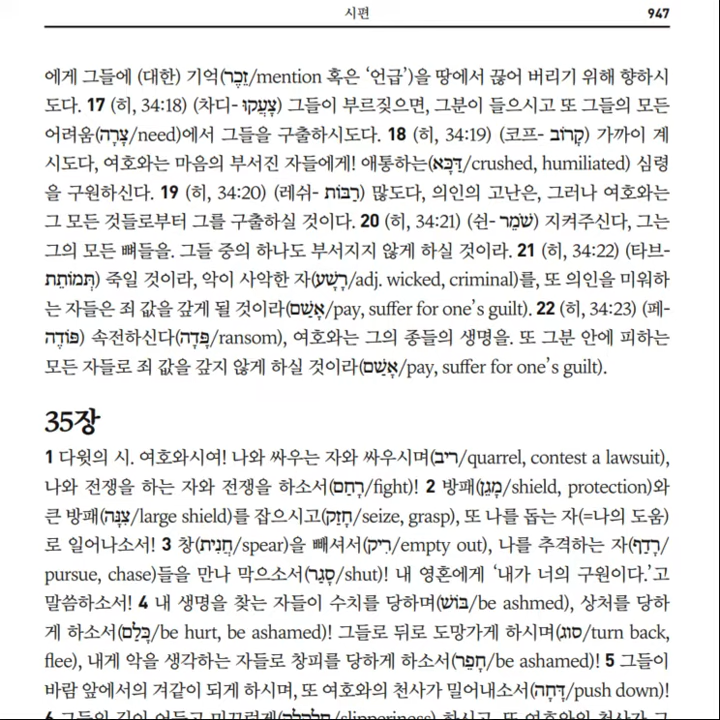 시편 947
에게 그들에 (대한) 기억(זֵכֶר/mention 혹은 ‘언급’)을 땅에서 끊어 버리기 위해 향하시
도다. 17 (히, 34:18) (차디- צָעֲקוּ) 그들이 부르짖으면, 그분이 들으시고 또 그들의 모든
어려움(צָרָה/need)에서 그들을 구출하시도다. 18 (히, 34:19) (코프- קָרוֹב) 가까이 계
시도다, 여호와는 마음의 부서진 자들에게! 애통하는(דַּכָּא/crushed, humiliated) 심령
을 구원하신다. 19 (히, 34:20) (레쉬- רַבּוֹת) 많도다, 의인의 고난은, 그러나 여호와는
그 모든 것들로부터 그를 구출하실 것이다. 20 (히, 34:21) (쉰- שֹׁמֵר) 지켜주신다, 그는
그의 모든 뼈들을. 그들 중의 하나도 부서지지 않게 하실 것이라. 21 (히, 34:22) (타브-
תְּמוֹתֵת) 죽일 것이라, 악이 사악한 자(רָשָׁע/adj. wicked, criminal)를, 또 의인을 미워하
는 자들은 죄 값을 갚게 될 것이라(אָשֵׁם/pay, suffer for one’s guilt). 22 (히, 34:23) (페-
פּוֹדֶה) 속전하신다(פָּדָה/ransom), 여호와는 그의 종들의 생명을. 또 그분 안에 피하는
모든 자들로 죄 값을 갚지 않게 하실 것이라(אָשַׁם/pay, suffer for one’s guilt).
35장
1 다윗의 시. 여호와시여! 나와 싸우는 자와 싸우시며(ריב/quarrel, contest a lawsuit),
나와 전쟁을 하는 자와 전쟁을 하소서(רָחַם/fight)! 2 방패(מָגֵן/shield, protection)와
큰 방패(צִנָּה/large shield)를 잡으시고(חָזַק/seize, grasp), 또 나를 돕는 자(=나의 도움)
로 일어나소서! 3 창(חֲנִית/spear)을 빼셔서(רִיק/empty out), 나를 추격하는 자(רָדַף/
pursue, chase)들을 만나 막으소서(סָגַר/shut)! 내 영혼에게 ‘내가 너의 구원이다.’고
말씀하소서! 4 내 생명을 찾는 자들이 수치를 당하며(בּוֹשׁ/be ashmed), 상처를 당하
게 하소서(כָּלַם/be hurt, be ashamed)! 그들로 뒤로 도망가게 하시며(סוּג/turn back,
flee), 내게 악을 생각하는 자들로 창피를 당하게 하소서(חָפֵר/be ashamed)! 5 그들이
바람 앞에서의 겨같이 되게 하시며, 또 여호와의 천사가 밀어내소서(דָּחָה/push down)!